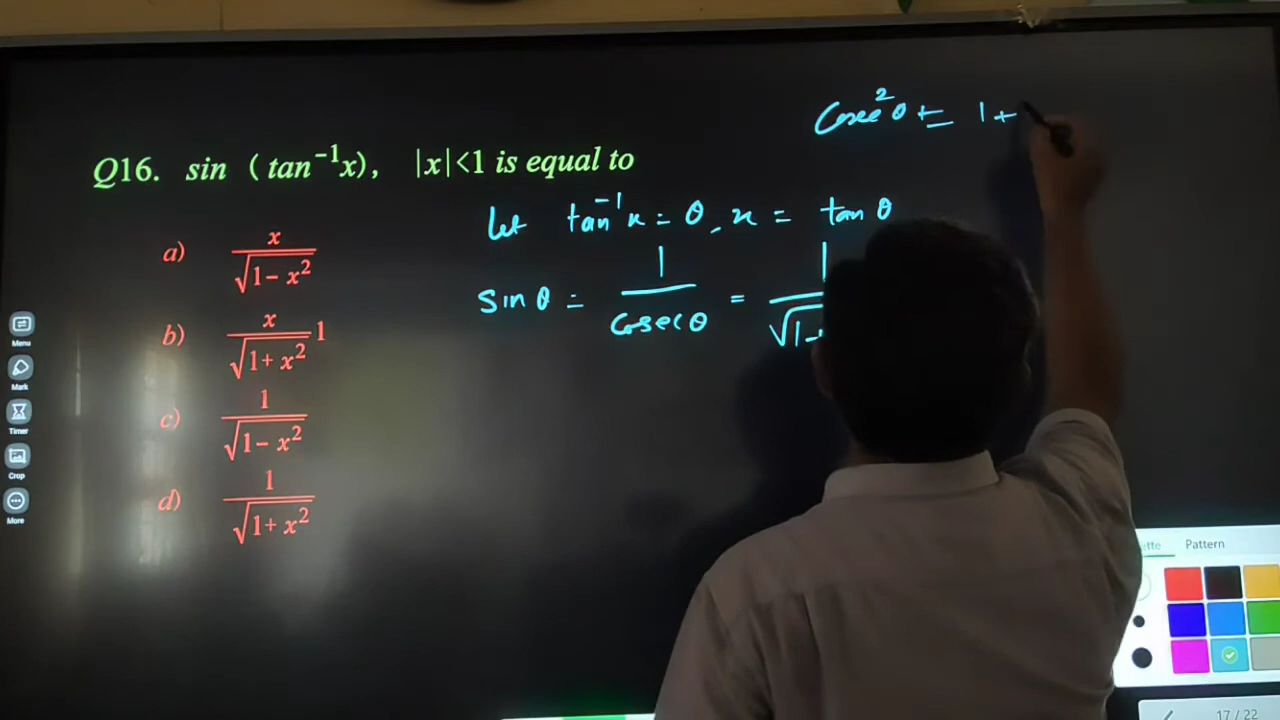 Cosec²θ = 1+
Q16. sin (tan⁻¹x), |x|<1 is equal to
let tan⁻¹x = θ, x = tan θ
a) x/√(1− x²)
sin θ = 1/cosec θ = 1/√1
b) x/√(1+ x²) 1
c) 1/√(1− x²)
d) 1/√(1+ x²)
Menu
Mark
Timer
Crop
More
ette Pattern
17 / 22